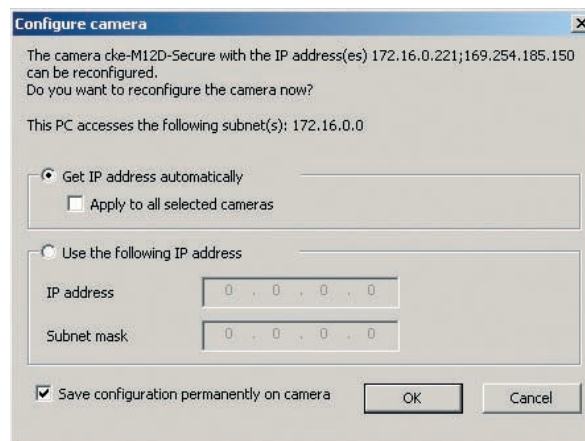 Configure camera
The camera cke-M12D-Secure with the IP address(es) 172.16.0.221;169.254.185.150
can be reconfigured.
Do you want to reconfigure the camera now?
This PC accesses the following subnet(s): 172.16.0.0
Get IP address automatically
Apply to all selected cameras
Use the following IP address
IP address 0 . 0 . 0 . 0
Subnet mask 0 . 0 . 0 . 0
Save configuration permanently on camera OK Cancel